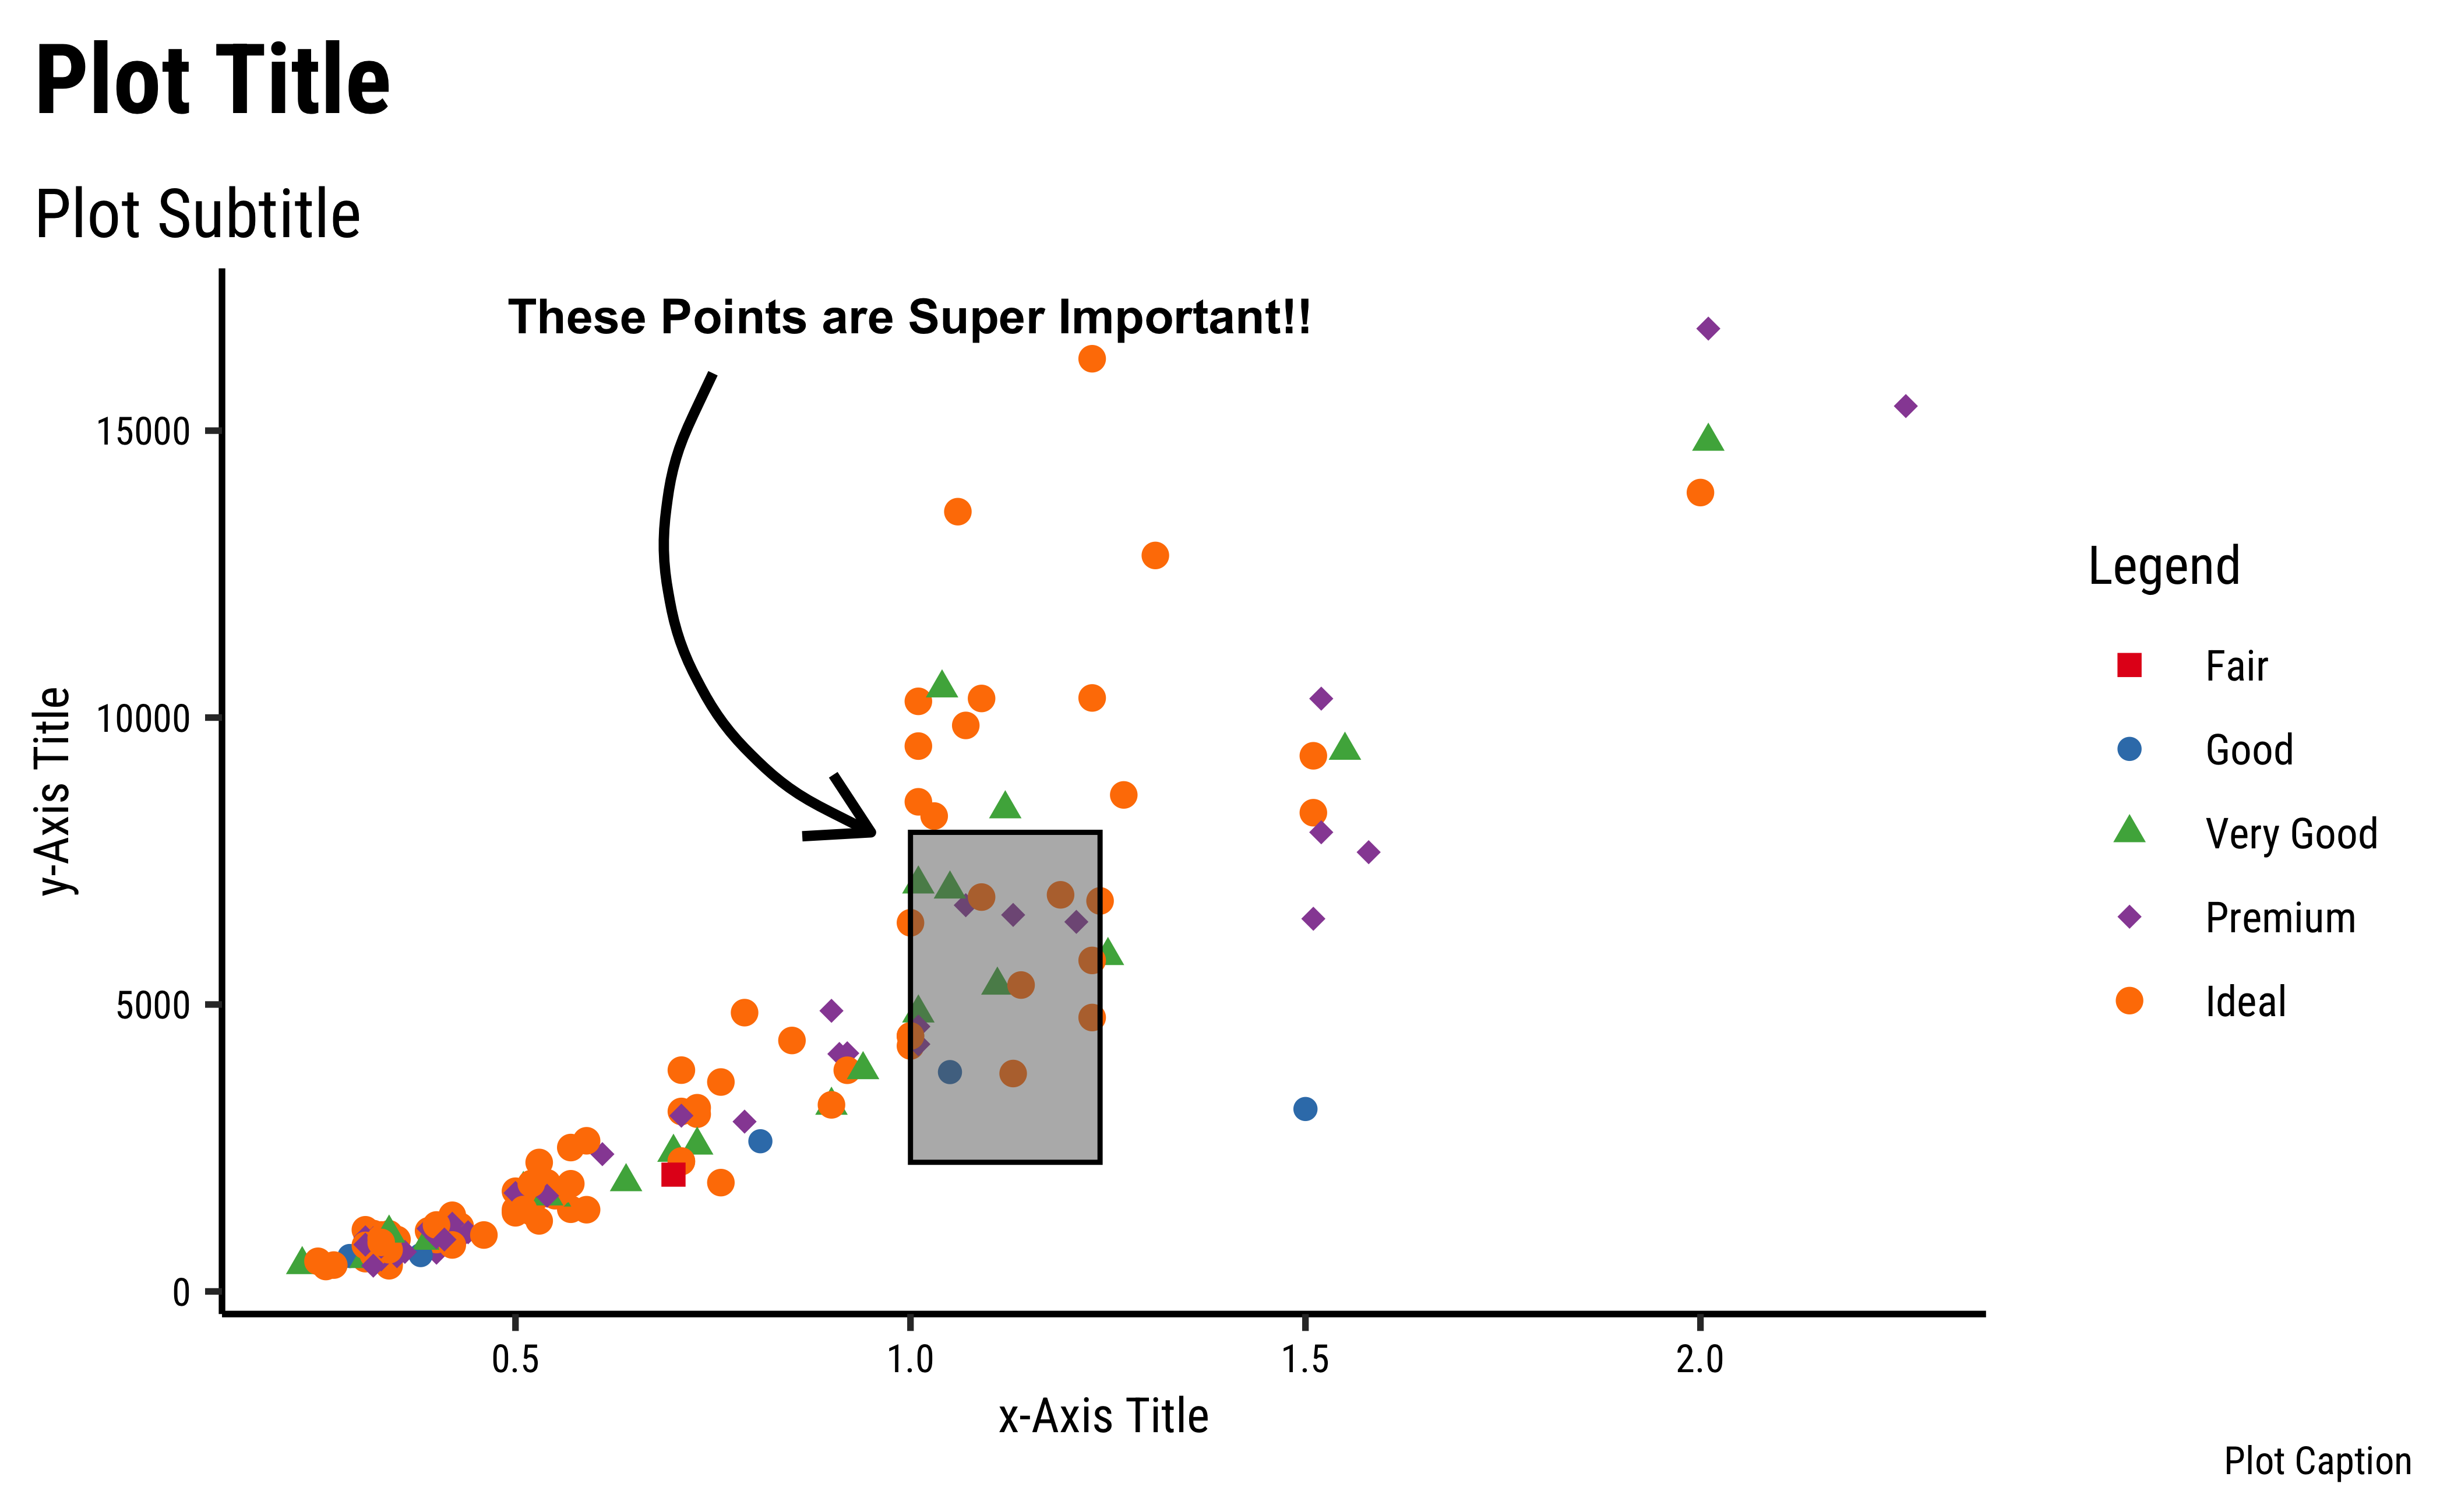 Plot Title
Plot Subtitle
These Points are Super Important!!
15000
10000
5000
0
y-Axis Title
0.5
1.0
1.5
2.0
x-Axis Title
Legend
Fair
Good
Very Good
Premium
Ideal
Plot Caption